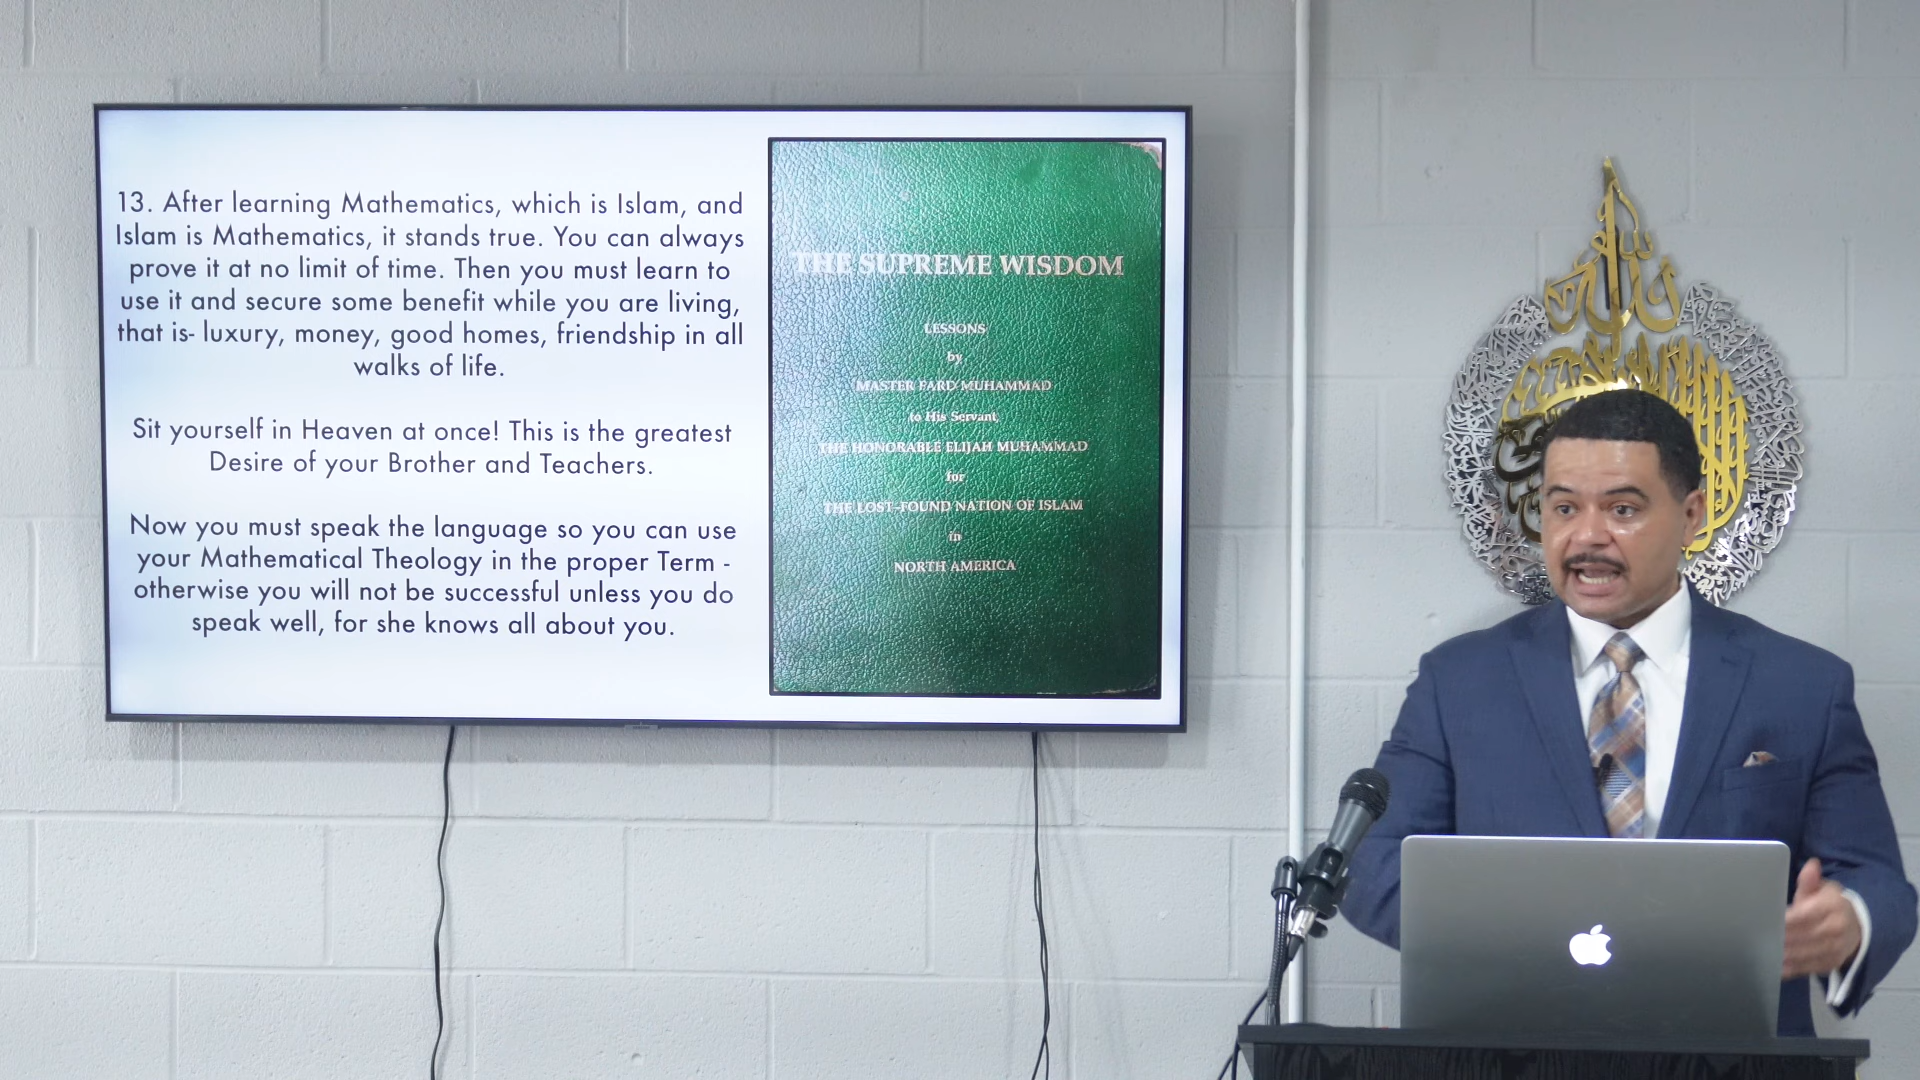 13. After learning Mathematics, which is Islam, and
Islam is Mathematics, it stands true. You can always
prove it at no limit of time. Then you must learn to
use it and secure some benefit while you are living,
that is- luxury, money, good homes, friendship in all
walks of life.
Sit yourself in Heaven at once! This is the greatest
Desire of your Brother and Teachers.
Now you must speak the language so you can use
your Mathematical Theology in the proper Term -
otherwise you will not be successful unless you do
speak well, for she knows all about you.
THE SUPREME WISDOM
LESSONS
by
MASTER FARD MUHAMMAD
to His Servant
THE HONORABLE ELIJAH MUHAMMAD
for
THE LOST-FOUND NATION OF ISLAM
in
NORTH AMERICA